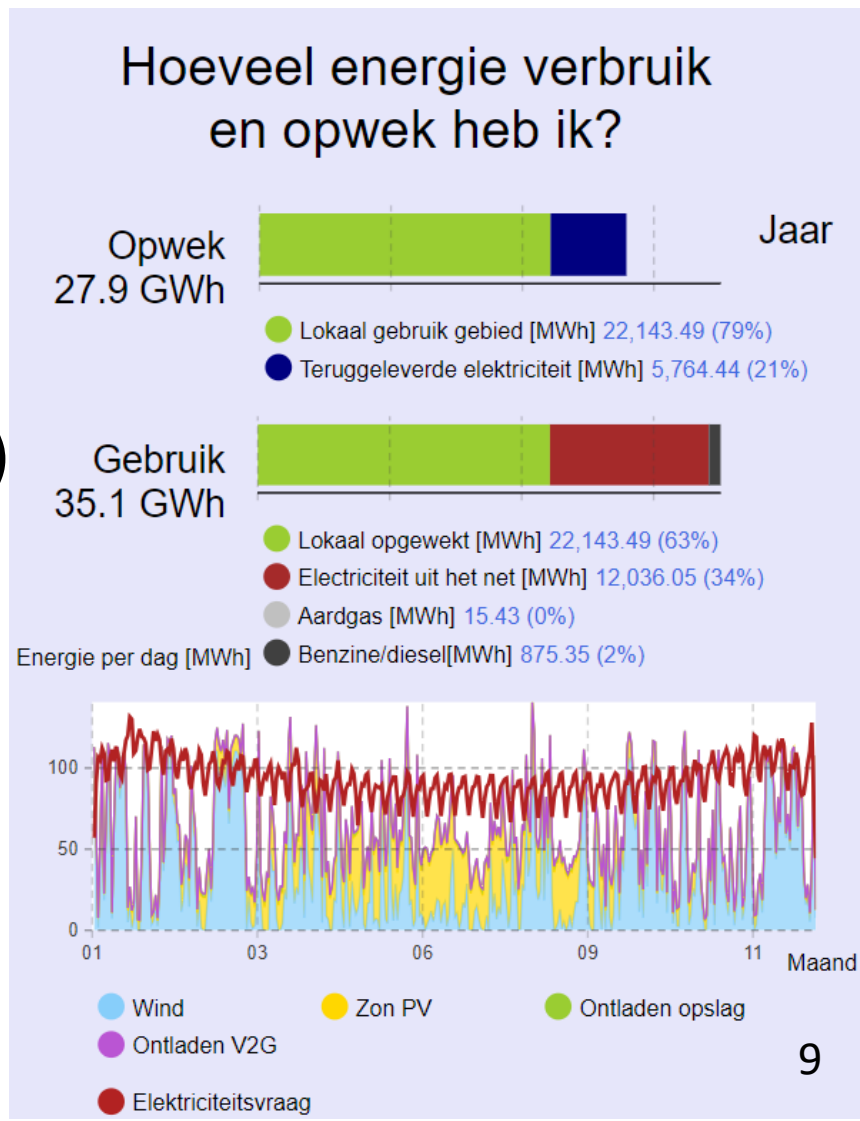 Hoeveel energie verbruik
en opwek heb ik?
Jaar
Opwek
27.9 GWh
Lokaal gebruik gebied [MWh] 22,143.49 (79%)
Teruggeleverde elektriciteit [MWh] 5,764.44 (21%)
)
Gebruik
35.1 GWh
Lokaal opgewekt [MWh] 22,143.49 (63%)
Electriciteit uit het net [MWh] 12,036.05 (34%)
Aardgas [MWh] 15.43 (0%)
Benzine/diesel[MWh] 875.35 (2%)
Energie per dag [MWh]
100
50
0
01 03 06 09 11
Maand
Wind Zon PV Ontladen opslag
Ontladen V2G
9
Elektriciteitsvraag